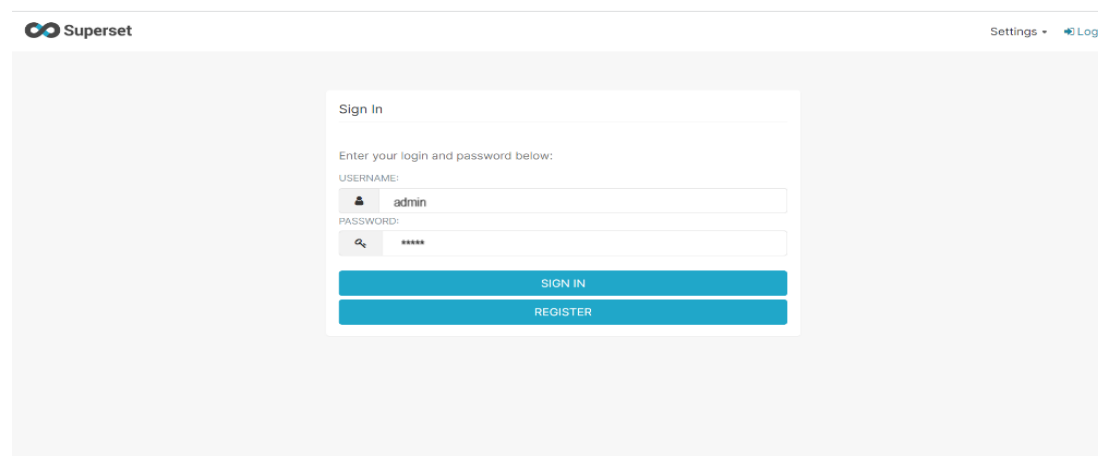 Superset
Settings Log
Sign In
Enter your login and password below:
USERNAME:
admin
PASSWORD:
*****
SIGN IN
REGISTER